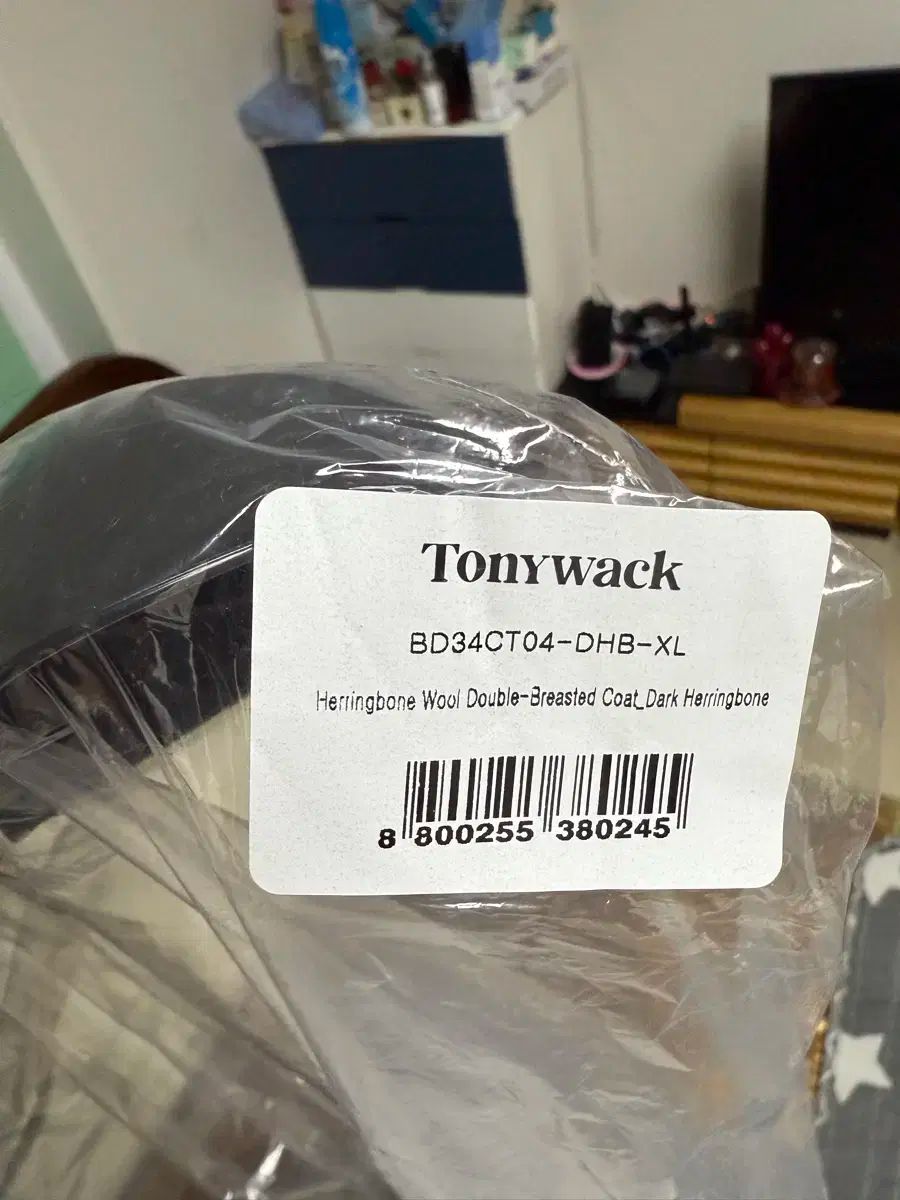 Tonywack
BD34CT04-DHB-XL
Herringbone Wool Double-Breasted Coat_Dark Herringbone
8 800255 380245